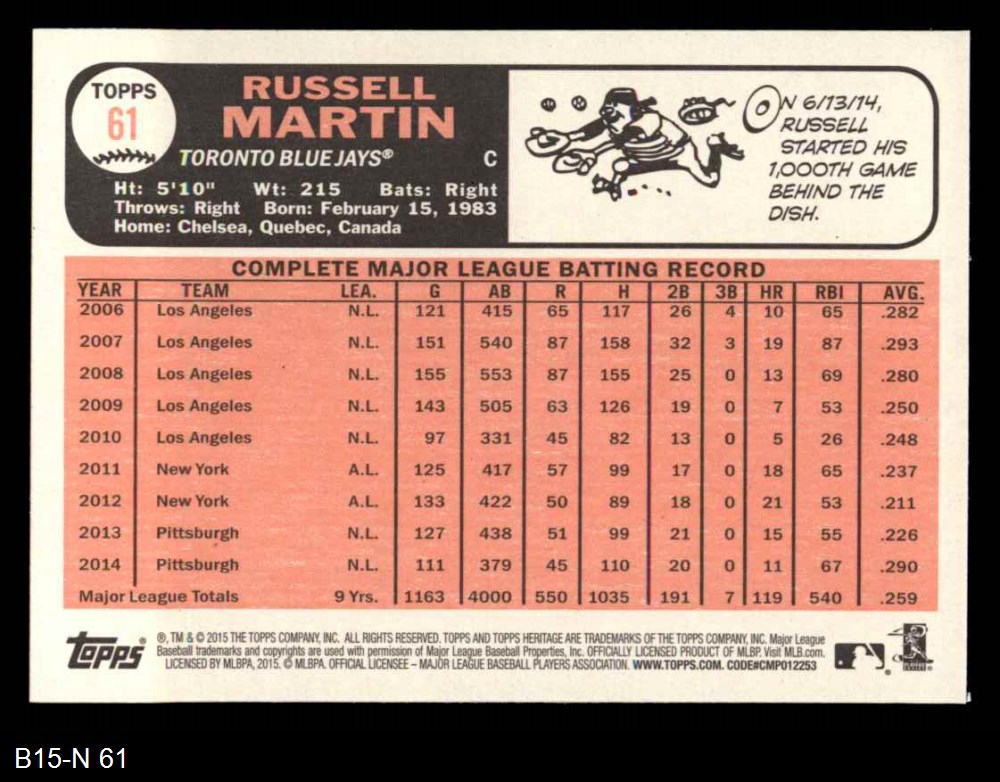 TOPPS
61
RUSSELL
MARTIN
TORONTO BLUE JAYS® C
Ht: 5'10" Wt: 215 Bats: Right
Throws: Right Born: February 15, 1983
Home: Chelsea, Quebec, Canada
ON 6/13/14,
RUSSELL
STARTED HIS
1,000TH GAME
BEHIND THE
DISH.
COMPLETE MAJOR LEAGUE BATTING RECORD
YEAR TEAM LEA. G AB R H 2B 3B HR RBI AVG.
2006 Los Angeles N.L. 121 415 65 117 26 4 10 65 .282
2007 Los Angeles N.L. 151 540 87 158 32 3 19 87 .293
2008 Los Angeles N.L. 155 553 87 155 25 0 13 69 .280
2009 Los Angeles N.L. 143 505 63 126 19 0 7 53 .250
2010 Los Angeles N.L. 97 331 45 82 13 0 5 26 .248
2011 New York A.L. 125 417 57 99 17 0 18 65 .237
2012 New York A.L. 133 422 50 89 18 0 21 53 .211
2013 Pittsburgh N.L. 127 438 51 99 21 0 15 55 .226
2014 Pittsburgh N.L. 111 379 45 110 20 0 11 67 .290
Major League Totals 9 Yrs. 1163 4000 550 1035 191 7 119 540 .259
Topps®
®, TM & © 2015 THE TOPPS COMPANY, INC. ALL RIGHTS RESERVED. TOPPS AND TOPPS HERITAGE ARE TRADEMARKS OF THE TOPPS COMPANY, INC. Major League
Baseball trademarks and copyrights are used with permission of Major League Baseball Properties, Inc. OFFICIALLY LICENSED PRODUCT OF MLBP. Visit MLB.com.
LICENSED BY MLBPA, 2015. © MLBPA. OFFICIAL LICENSEE – MAJOR LEAGUE BASEBALL PLAYERS ASSOCIATION. WWW.TOPPS.COM. CODE#CMP012253
B15-N 61